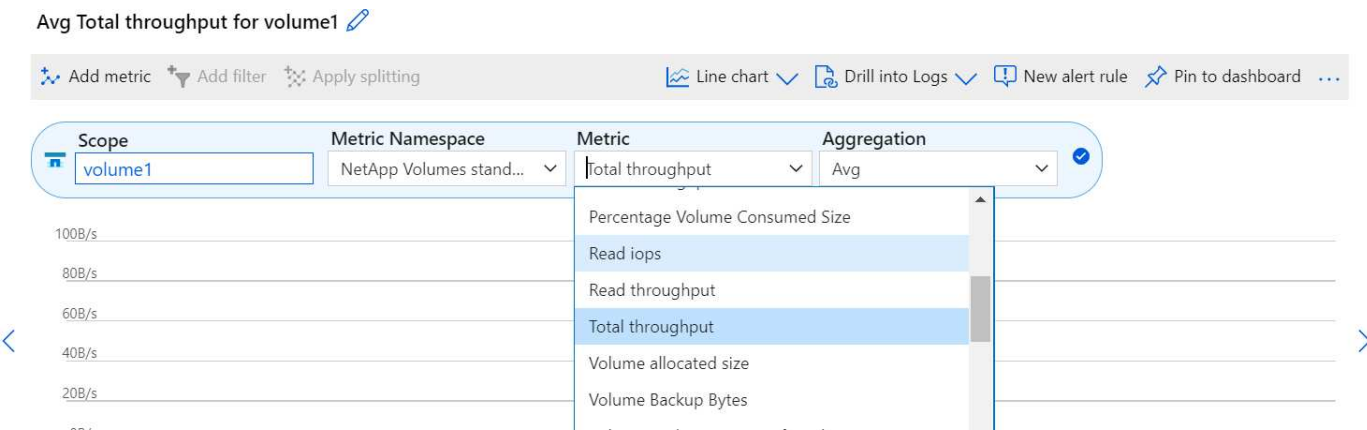 Avg Total throughput for volume1
Add metric Add filter Apply splitting Line chart Drill into Logs New alert rule Pin to dashboard ...
Scope Metric Namespace Metric Aggregation
volume1 NetApp Volumes stand... Total throughput Avg
Percentage Volume Consumed Size
100B/s
Read iops
80B/s
Read throughput
60B/s
Total throughput
40B/s
Volume allocated size
20B/s
Volume Backup Bytes